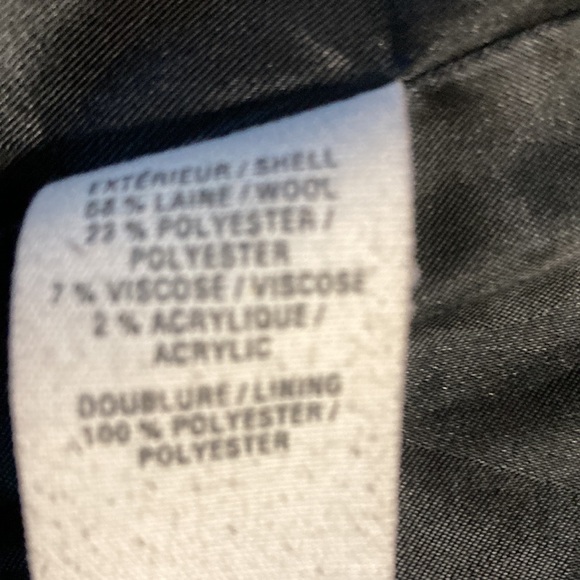 EXTÉRIEUR / SHELL
68 % LAINE / WOOL
23 % POLYESTER /
POLYESTER
7 % VISCOSE / VISCOSE
2 % ACRYLIQUE /
ACRYLIC
DOUBLURE / LINING
100 % POLYESTER /
POLYESTER